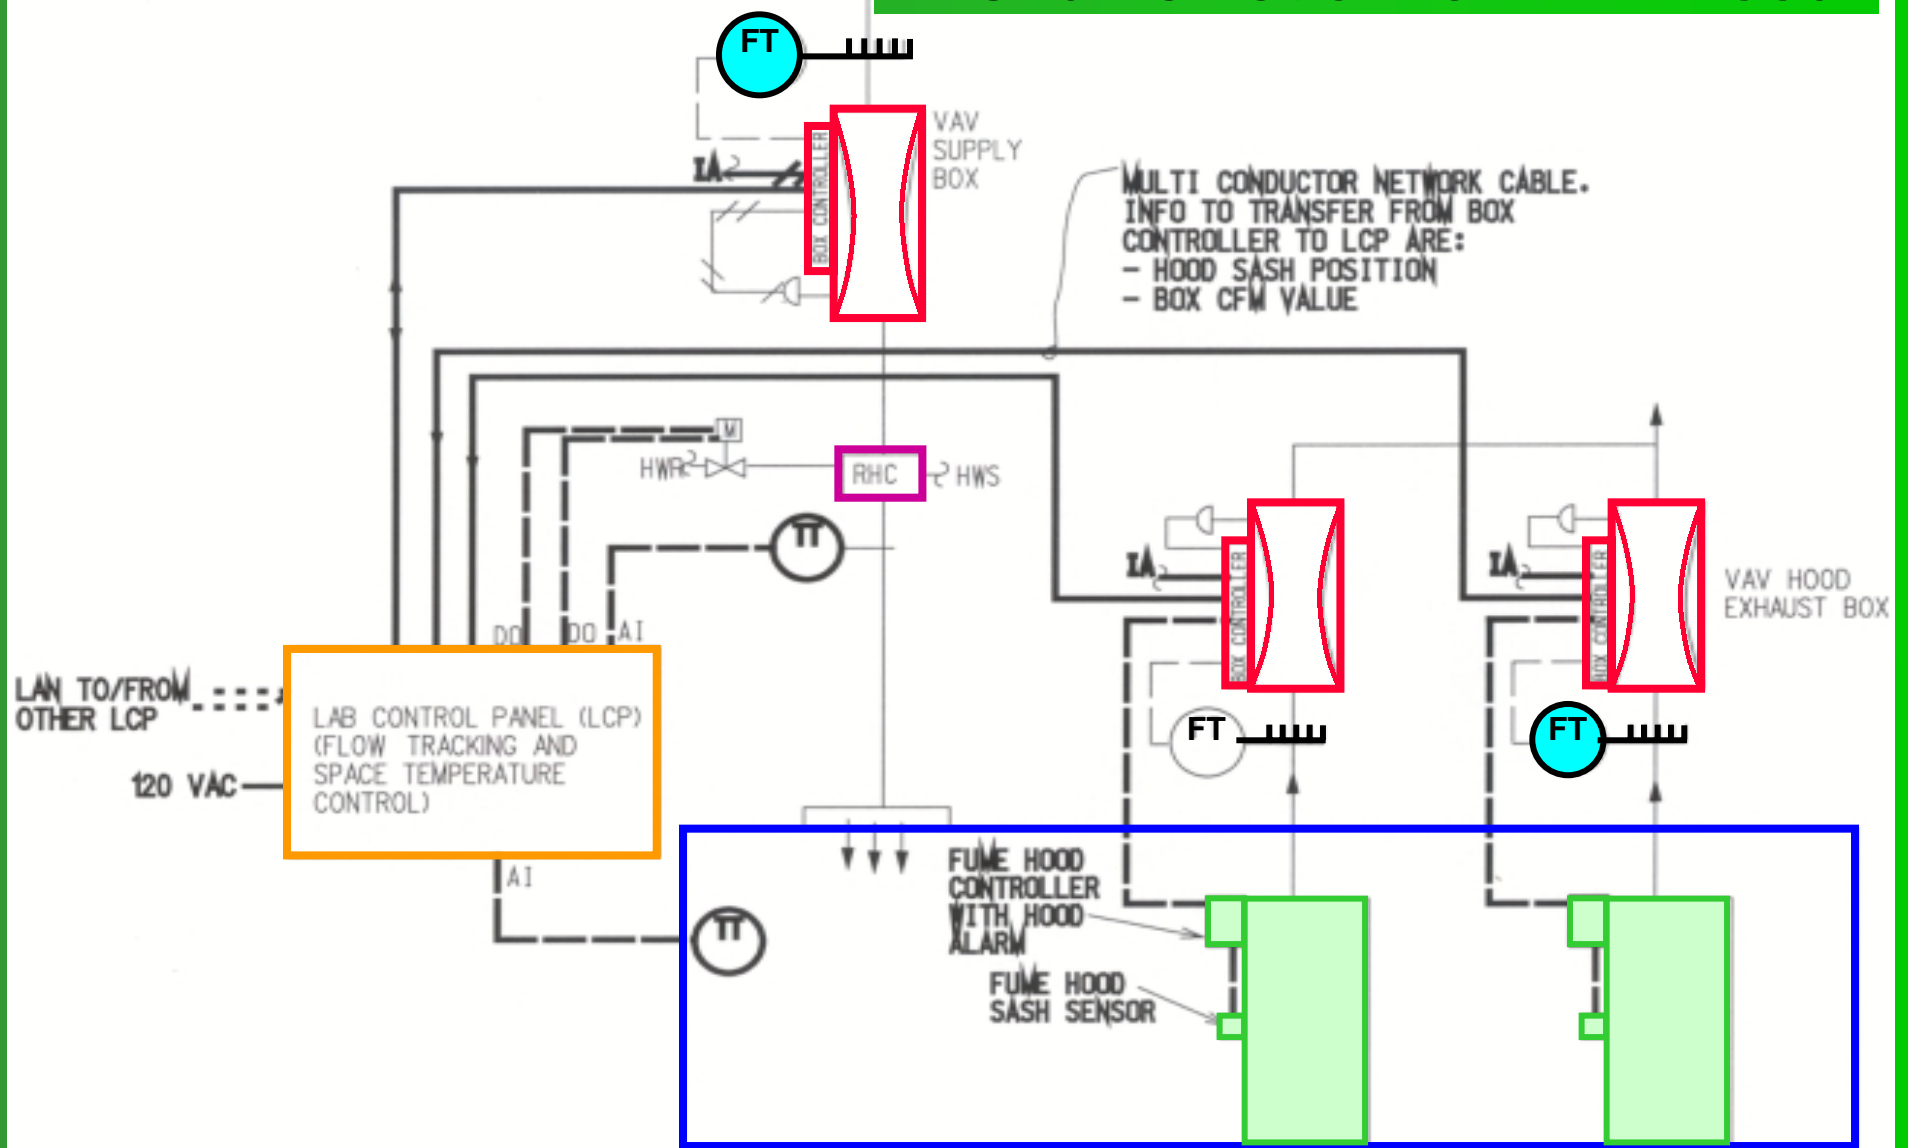 FT
VAV
SUPPLY
BOX
IA
BOX CONTROLLER
MULTI CONDUCTOR NETWORK CABLE.
INFO TO TRANSFER FROM BOX
CONTROLLER TO LCP ARE:
- HOOD SASH POSITION
- BOX CFM VALUE
M
HWR
RHC
HWS
TT
IA
BOX CONTROLLER
IA
BOX CONTROLLER
VAV HOOD
EXHAUST BOX
DO
DO
AI
LAN TO/FROM
OTHER LCP
120 VAC
LAB CONTROL PANEL (LCP)
(FLOW TRACKING AND
SPACE TEMPERATURE
CONTROL)
FT
FT
AI
TT
FUME HOOD
CONTROLLER
WITH HOOD
ALARM
FUME HOOD
SASH SENSOR